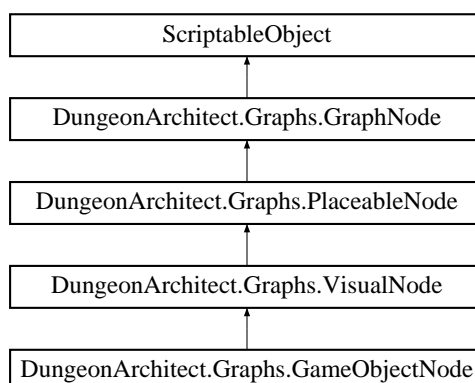 ScriptableObject
DungeonArchitect.Graphs.GraphNode
DungeonArchitect.Graphs.PlaceableNode
DungeonArchitect.Graphs.VisualNode
DungeonArchitect.Graphs.GameObjectNode